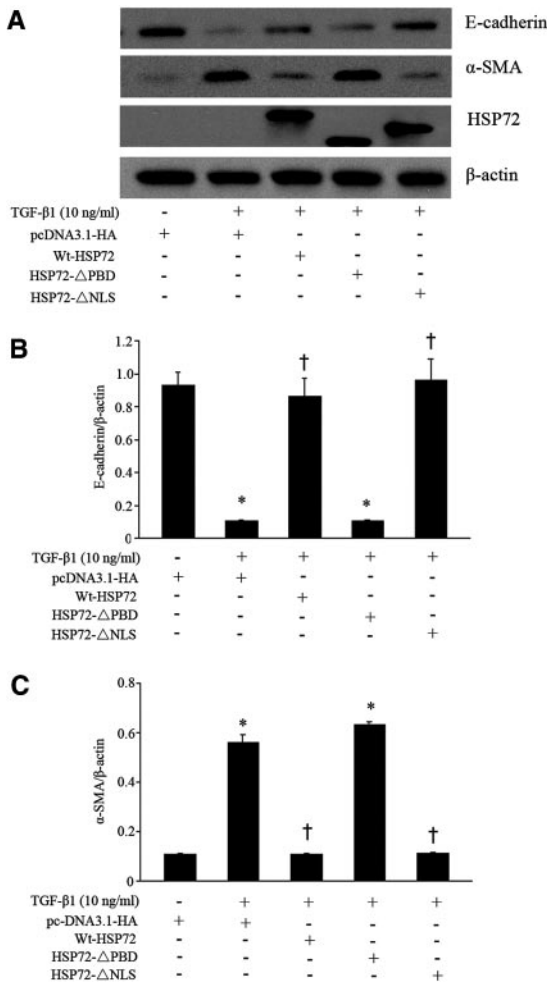 A
E-cadherin
α-SMA
HSP72
β-actin
TGF-β1 (10 ng/ml) - + + + +
pcDNA3.1-HA + + - - -
Wt-HSP72 - - + - -
HSP72-△PBD - - - + -
HSP72-△NLS - - - - +
B
E-cadherin/β-actin
1.2
1.0
0.8
0.6
0.4
0.2
0
* † * †
TGF-β1 (10 ng/ml) - + + + +
pcDNA3.1-HA + + - - -
Wt-HSP72 - - + - -
HSP72-△PBD - - - + -
HSP72-△NLS - - - - +
C
α-SMA/β-actin
0.8
0.6
0.4
0.2
0
* † * †
TGF-β1 (10 ng/ml) - + + + +
pc-DNA3.1-HA + + - - -
Wt-HSP72 - - + - -
HSP72-△PBD - - - + -
HSP72-△NLS - - - - +